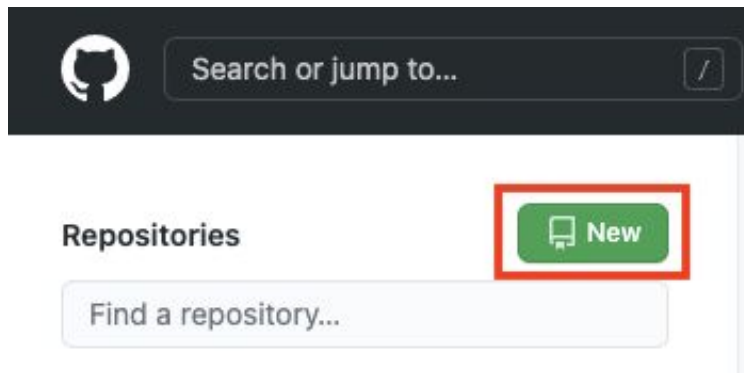 Search or jump to... /
Repositories New
Find a repository...